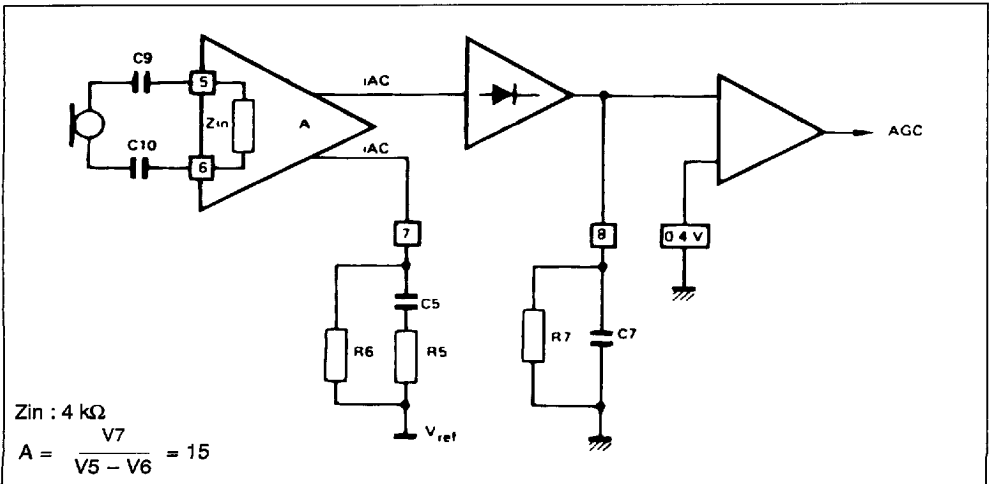 C9
5
iAC
Zin
A
AGC
C10
iAC
6
7
8
0 4 V
C5
R6
R5
R7
C7
Zin : 4 kΩ
Vref
A = V7 / V5 – V6 = 15